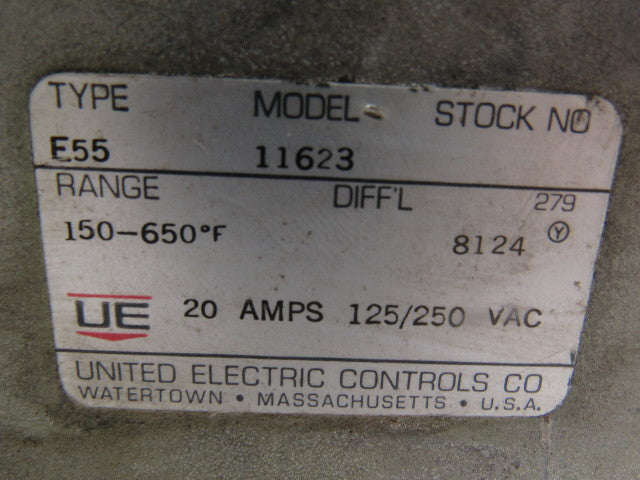 TYPE MODEL STOCK NO
E55 11623
RANGE DIFF'L 279
150-650°F 8124 Y
UE 20 AMPS 125/250 VAC
UNITED ELECTRIC CONTROLS CO
WATERTOWN • MASSACHUSETTS • U.S.A.